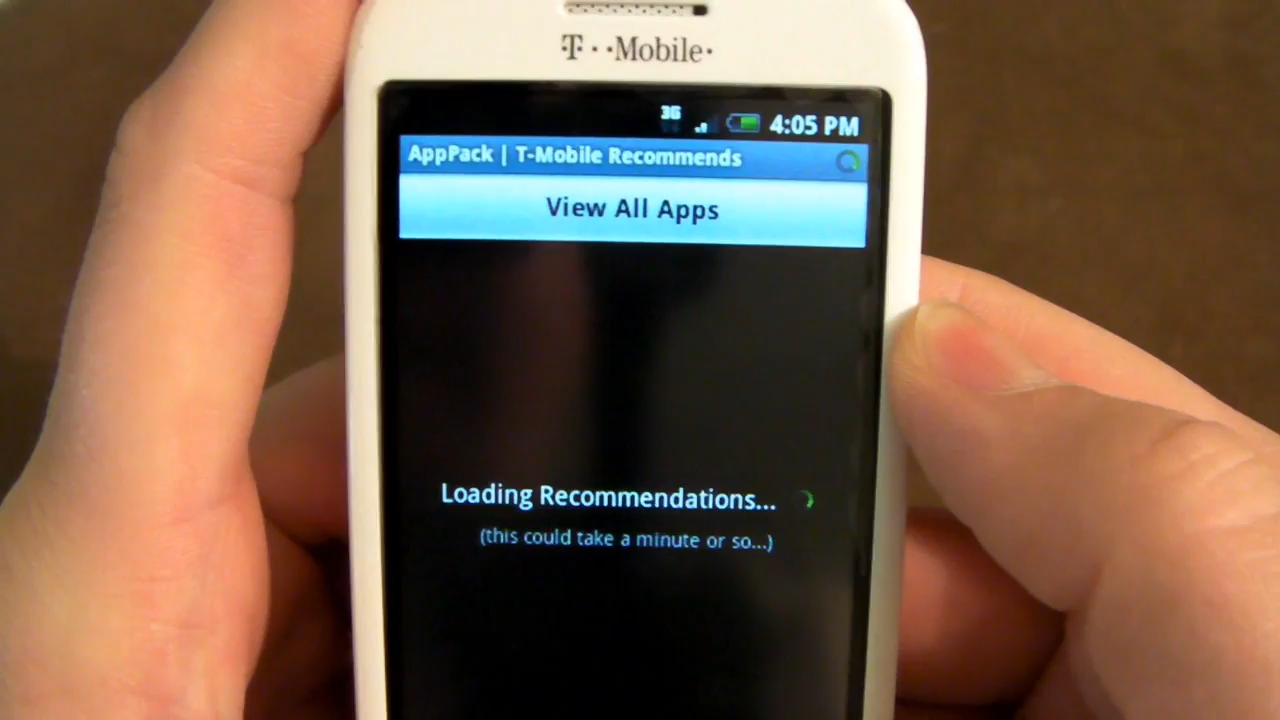 T··Mobile·
3G 4:05 PM
AppPack | T-Mobile Recommends
View All Apps
Loading Recommendations...
(this could take a minute or so...)